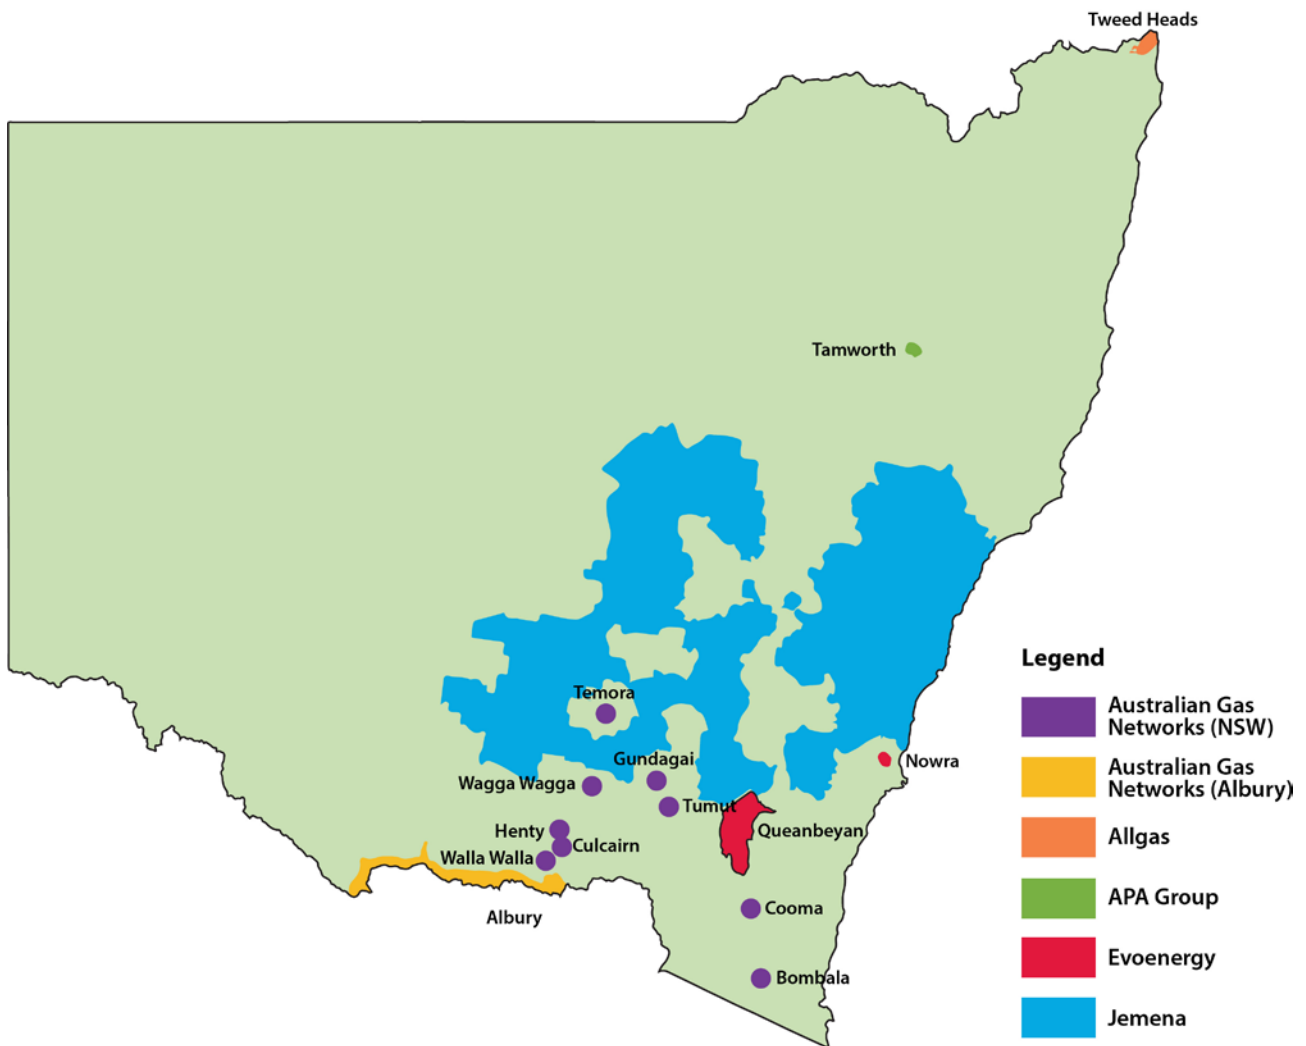 Tweed Heads
Tamworth
Temora
Gundagai
Nowra
Wagga Wagga
Tumut
Henty
Queanbeyan
Culcairn
Walla Walla
Cooma
Albury
Bombala
Legend
Australian Gas
Networks (NSW)
Australian Gas
Networks (Albury)
Allgas
APA Group
Evoenergy
Jemena